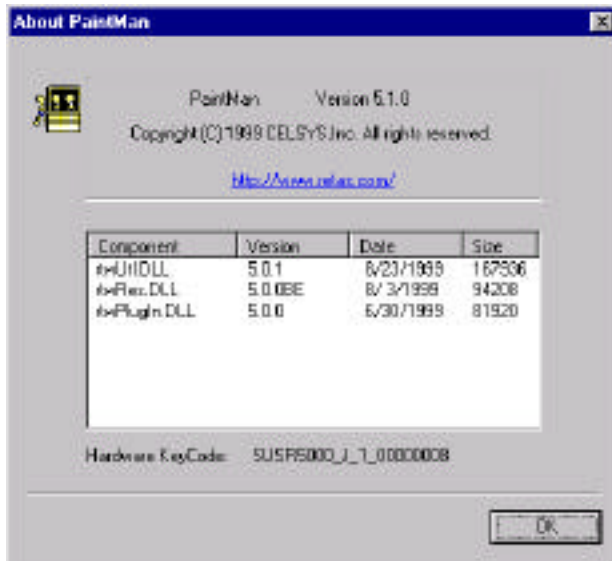 About PaintMan
PaintMan Version 5.1.0
Copyright (C) 1999 CELSYS,Inc. All rights reserved.
Component Version Date Size
5.0.1 8/23/1999 167936
5.0.0BE 8/ 3/1999 94208
5.0.0 6/30/1999 81920
Hardware KeyCode:
OK